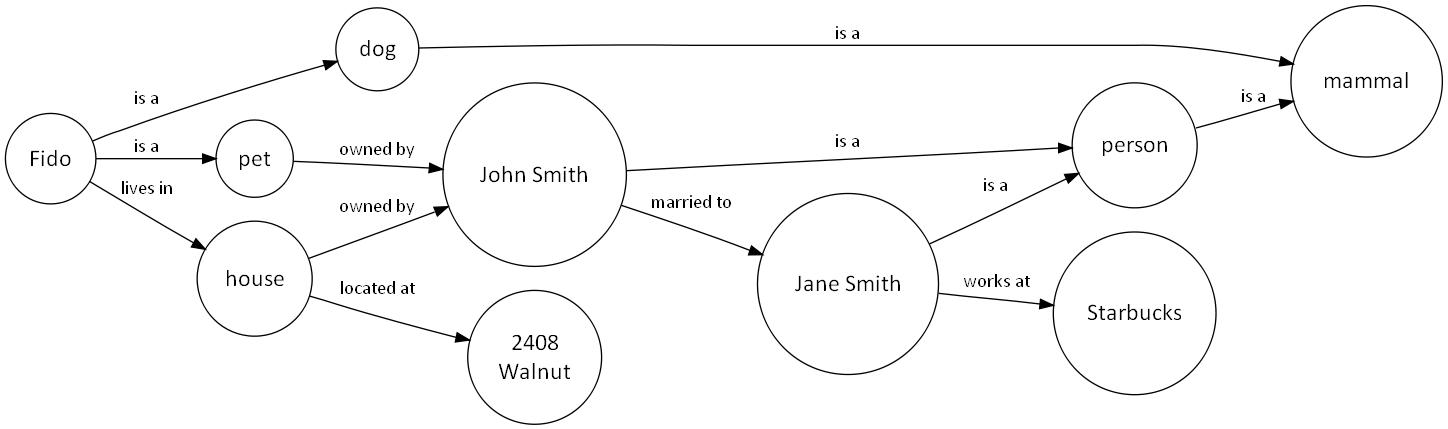 is a
dog
mammal
is a
is a
Fido
is a
pet
owned by
John Smith
is a
person
lives in
owned by
married to
is a
house
located at
Jane Smith
works at
Starbucks
2408
Walnut